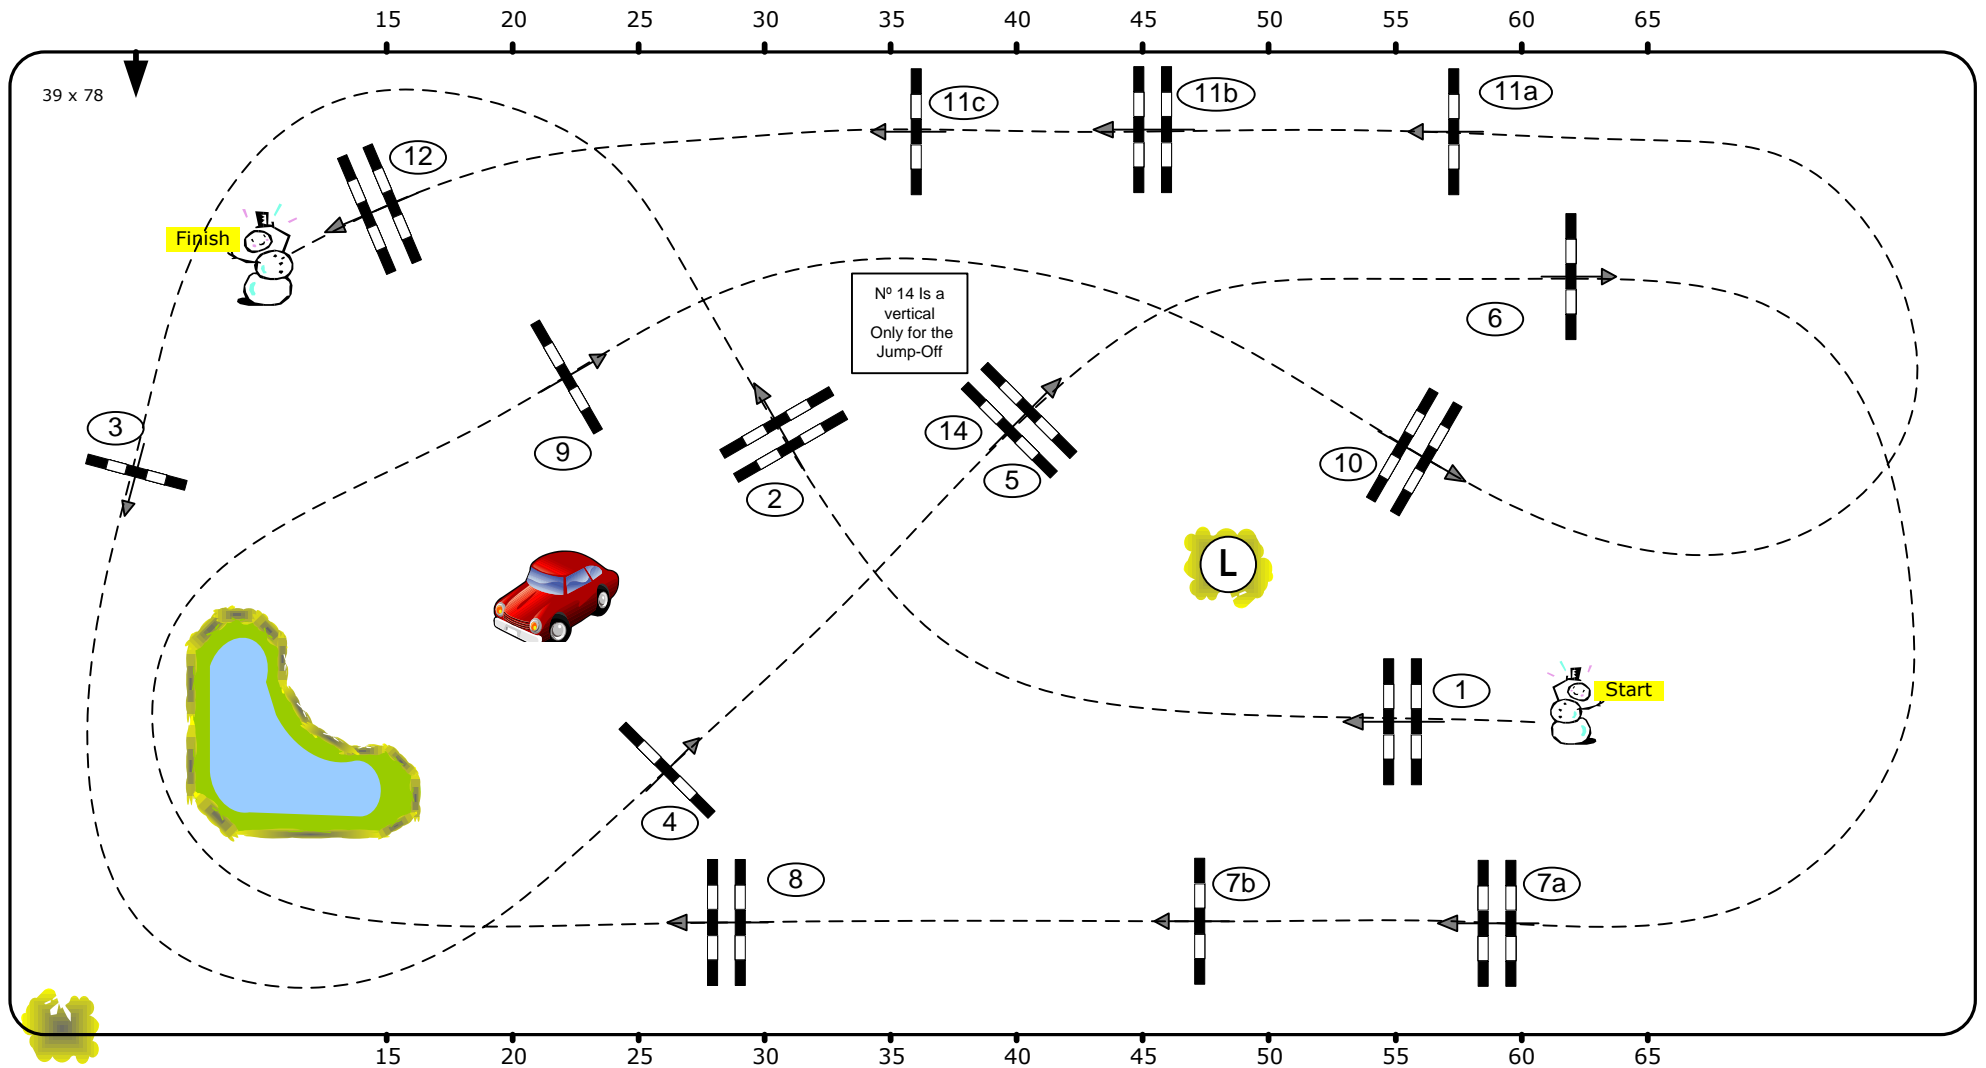 15 20 25 30 35 40 45 50 55 60 65
39 x 78
11c
11b
11a
12
Finish
6
Nº 14 Is a
vertical
Only for the
Jump-Off
3
9
14
10
2
5
L
1
Start
4
8
7b
7a
15 20 25 30 35 40 45 50 55 60 65